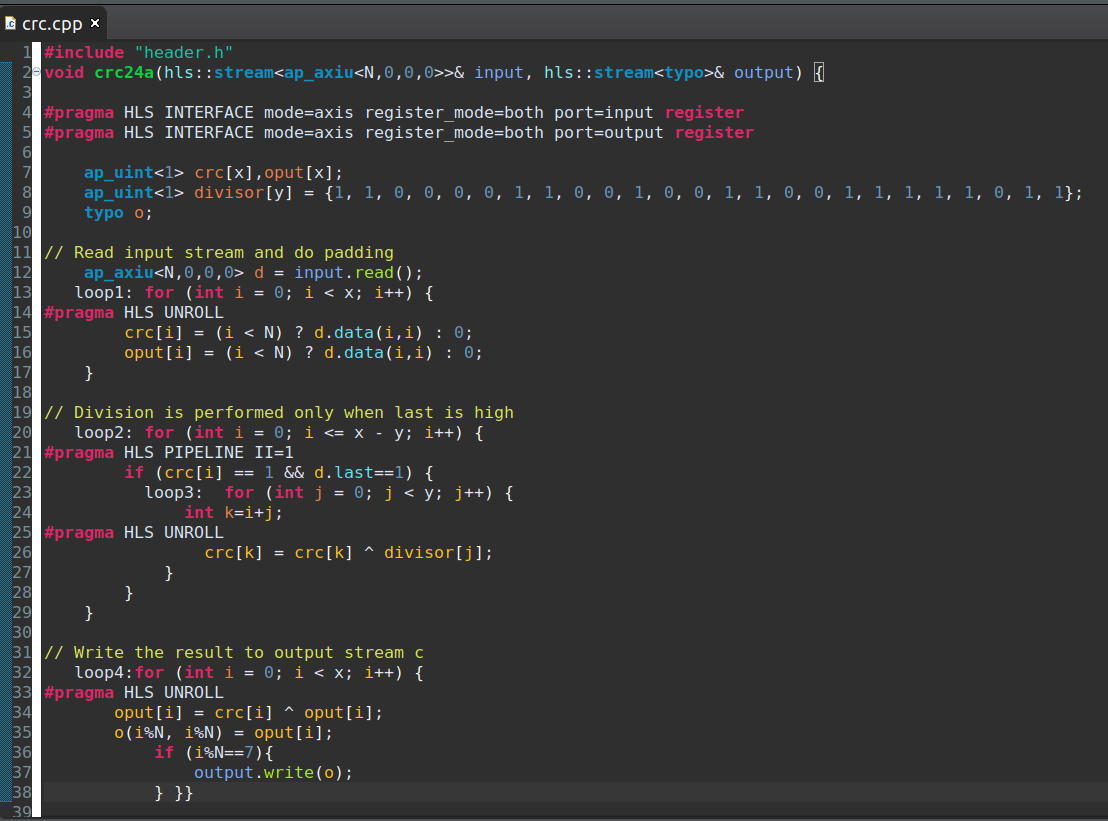 crc.cpp
1 #include "header.h"
2 void crc24a(hls::stream<ap_axiu<N,0,0,0>>& input, hls::stream<typo>& output) {
3
4 #pragma HLS INTERFACE mode=axis register_mode=both port=input register
5 #pragma HLS INTERFACE mode=axis register_mode=both port=output register
6
7     ap_uint<1> crc[x],oput[x];
8     ap_uint<1> divisor[y] = {1, 1, 0, 0, 0, 0, 1, 1, 0, 0, 1, 0, 0, 1, 1, 0, 0, 1, 1, 1, 1, 1, 0, 1, 1};
9     typo o;
10
11 // Read input stream and do padding
12     ap_axiu<N,0,0,0> d = input.read();
13    loop1: for (int i = 0; i < x; i++) {
14 #pragma HLS UNROLL
15         crc[i] = (i < N) ? d.data(i,i) : 0;
16         oput[i] = (i < N) ? d.data(i,i) : 0;
17     }
18
19 // Division is performed only when last is high
20    loop2: for (int i = 0; i <= x - y; i++) {
21 #pragma HLS PIPELINE II=1
22         if (crc[i] == 1 && d.last==1) {
23           loop3:  for (int j = 0; j < y; j++) {
24               int k=i+j;
25 #pragma HLS UNROLL
26                 crc[k] = crc[k] ^ divisor[j];
27             }
28         }
29     }
30
31 // Write the result to output stream c
32    loop4:for (int i = 0; i < x; i++) {
33 #pragma HLS UNROLL
34        oput[i] = crc[i] ^ oput[i];
35        o(i%N, i%N) = oput[i];
36            if (i%N==7){
37                output.write(o);
38            } }}
39